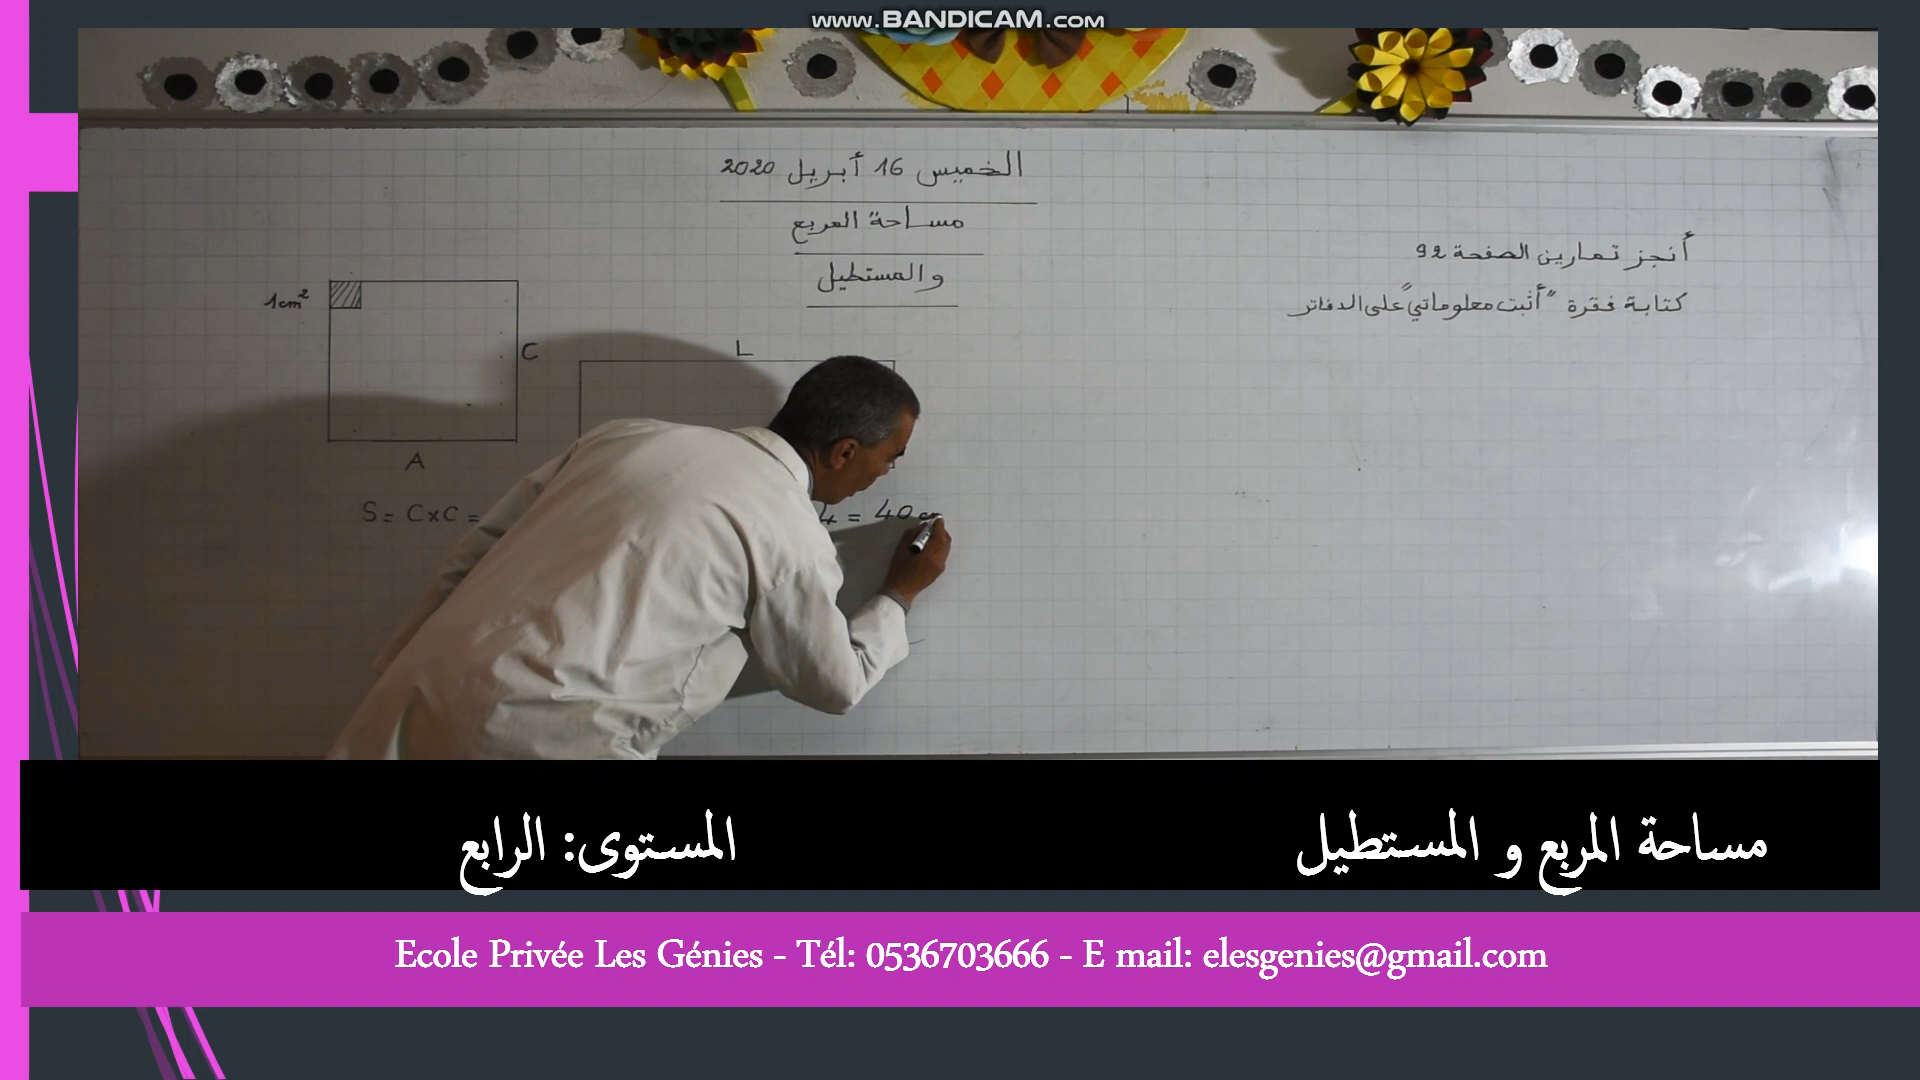 www.BANDICAM.com
الخميس 16 أبريل 2020
مساحة المربع
والمستطيل
أنجز تمارين الصفحة 92
كتابة فقرة "أثبت معلوماتي" على الدفاتر
1cm²
C
L
A
S = C×C =
4 = 40 c
مساحة المربع و المستطيل
المستوى: الرابع
Ecole Privée Les Génies - Tél: 0536703666 - E mail: elesgenies@gmail.com